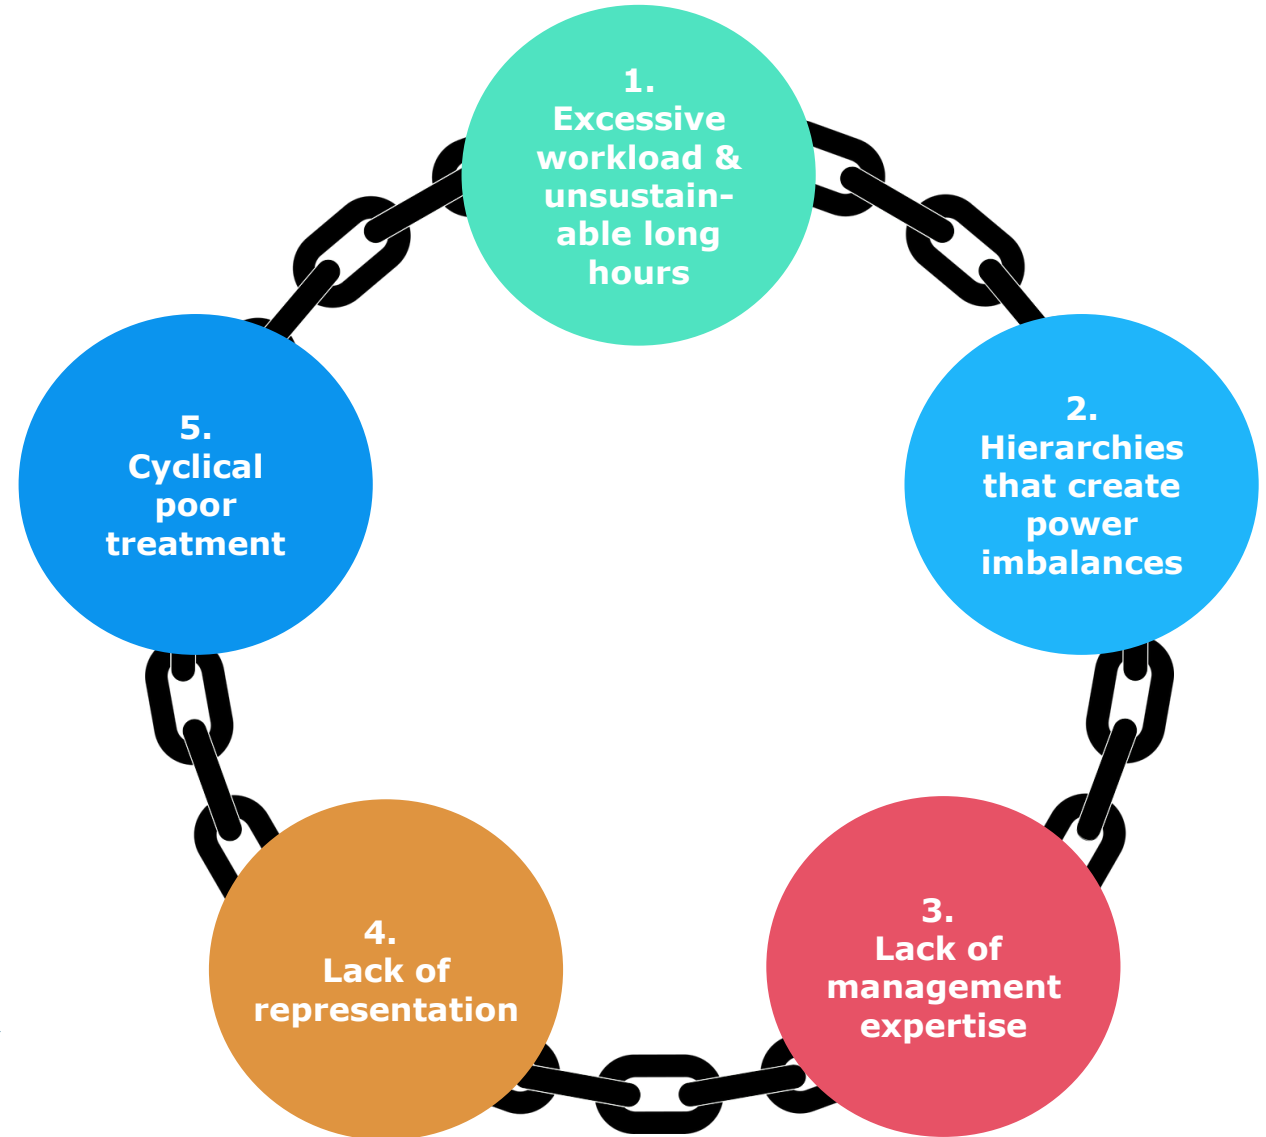 1.
Excessive
workload &
unsustain-
able long
hours
2.
Hierarchies
that create
power
imbalances
3.
Lack of
management
expertise
4.
Lack of
representation
5.
Cyclical
poor
treatment